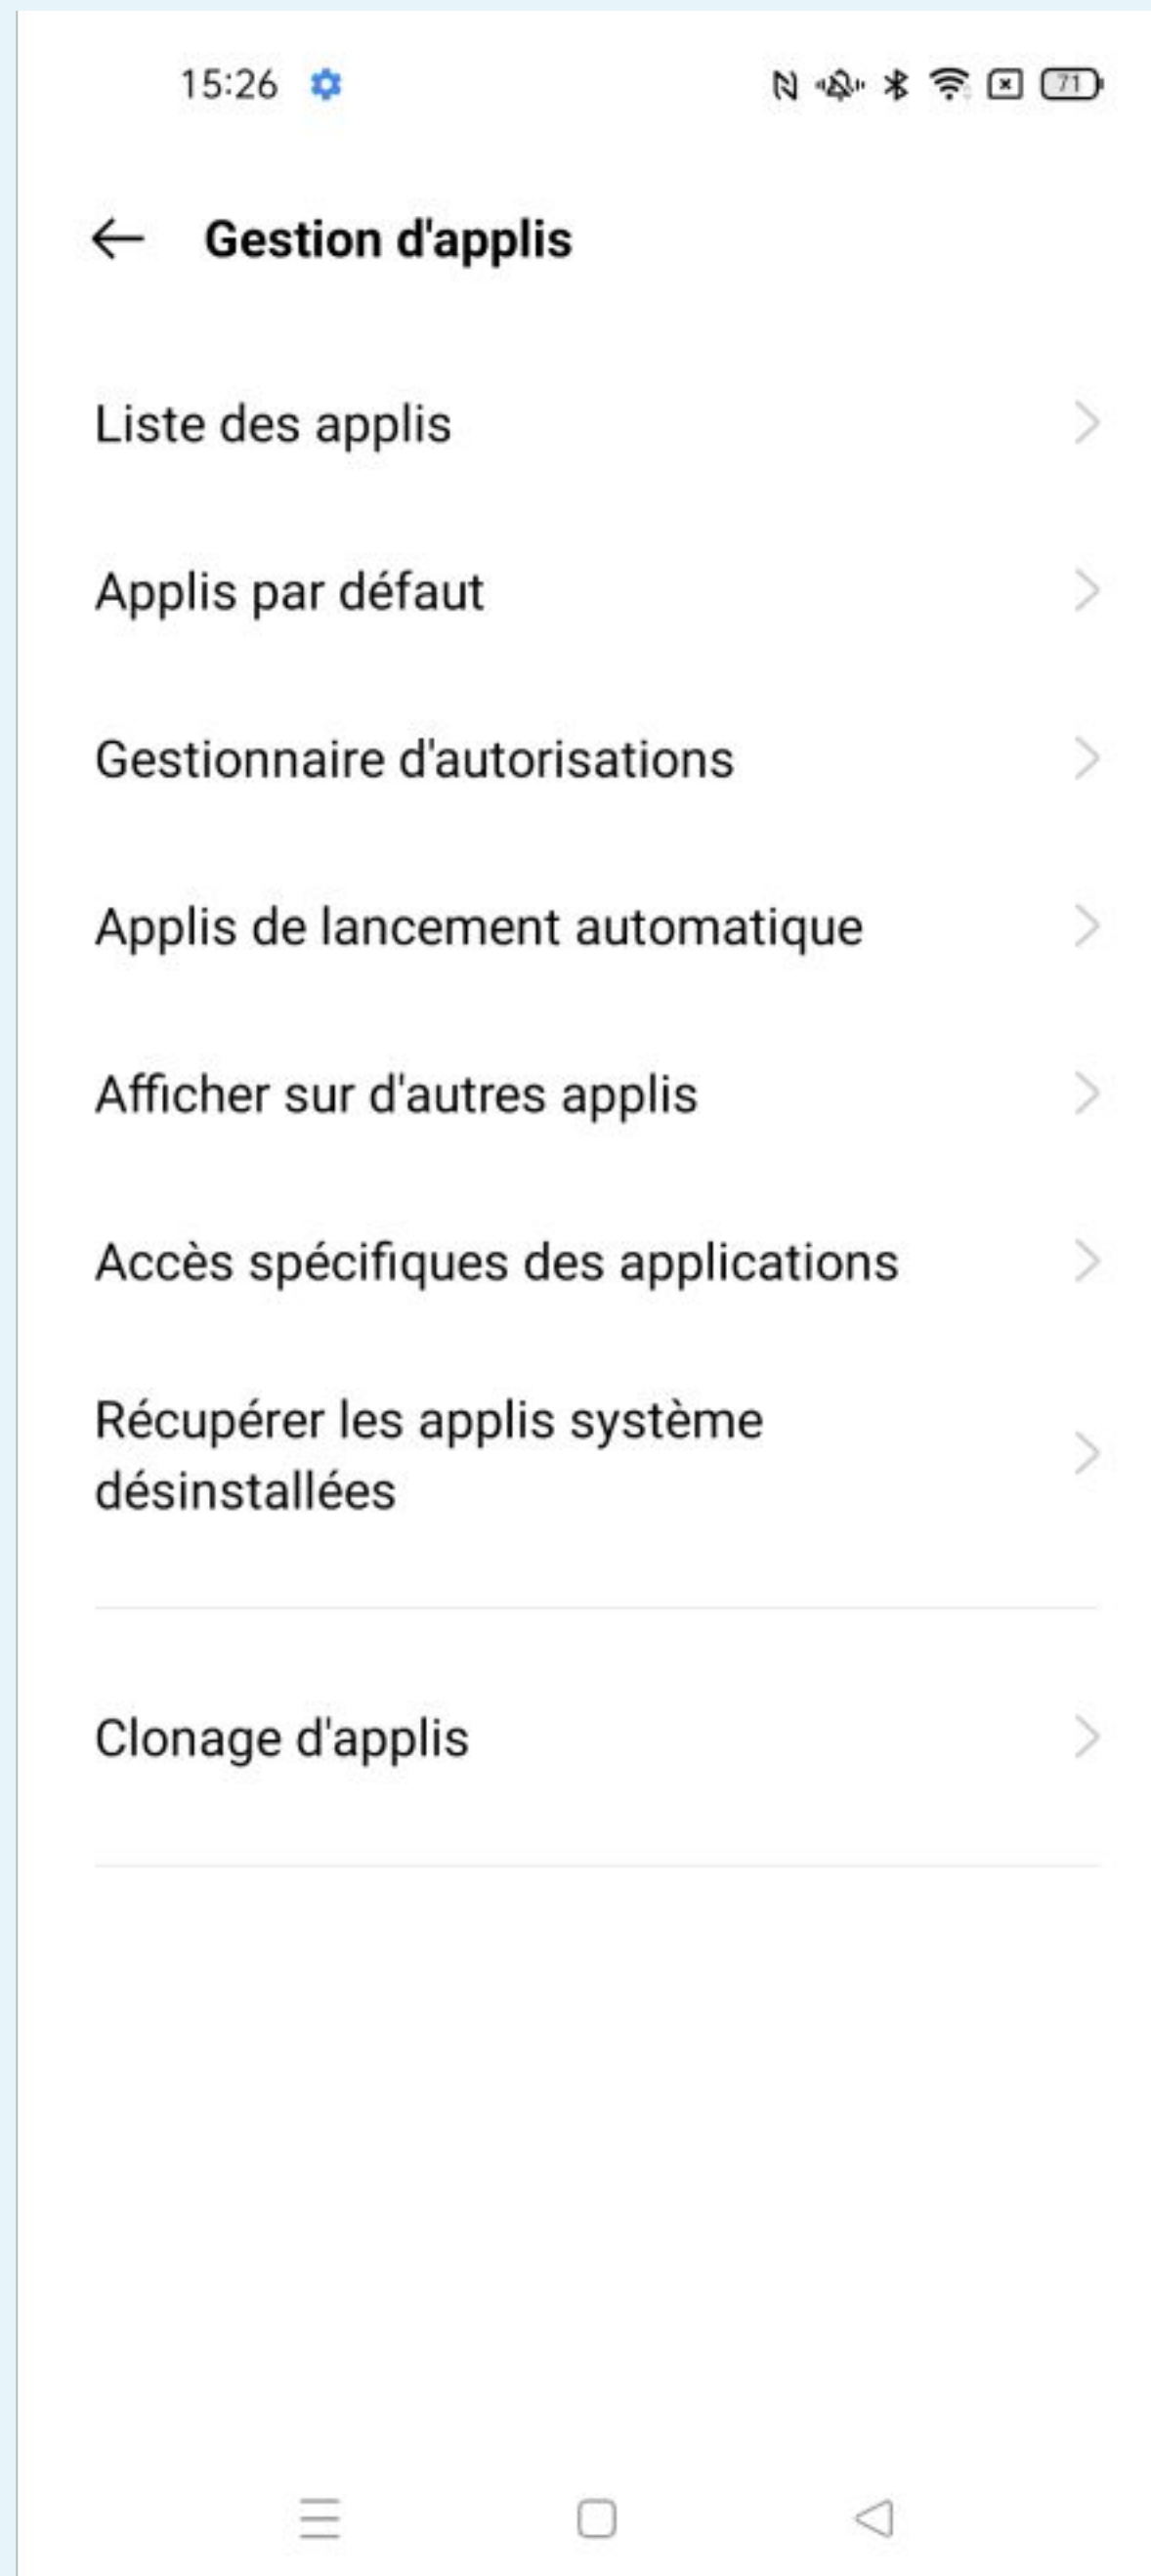 15:26 71
Gestion d'applis
Liste des applis
Applis par défaut
Gestionnaire d'autorisations
Applis de lancement automatique
Afficher sur d'autres applis
Accès spécifiques des applications
Récupérer les applis système
désinstallées
Clonage d'applis